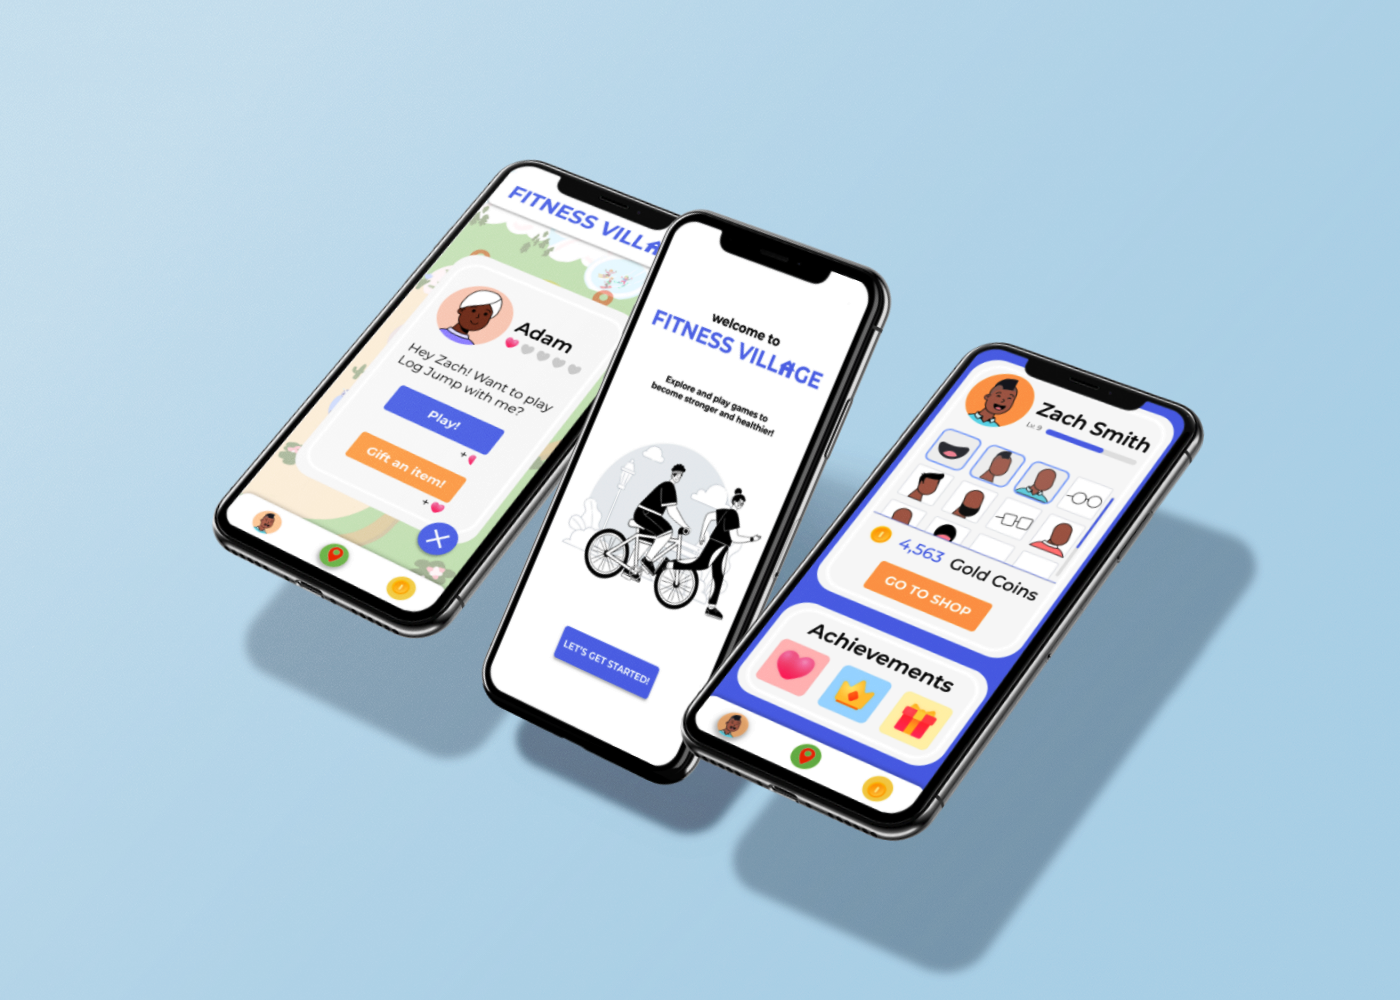 FITNESS VILLA
Adam
Hey Zach! Want to play
Log Jump with me?
Play!
+
Gift an item!
+
welcome to
FITNESS VILLAGE
Explore and play games to
become stronger and healthier!
LET'S GET STARTED!
Zach Smith
Lv. 9
4,563 Gold Coins
GO TO SHOP
Achievements